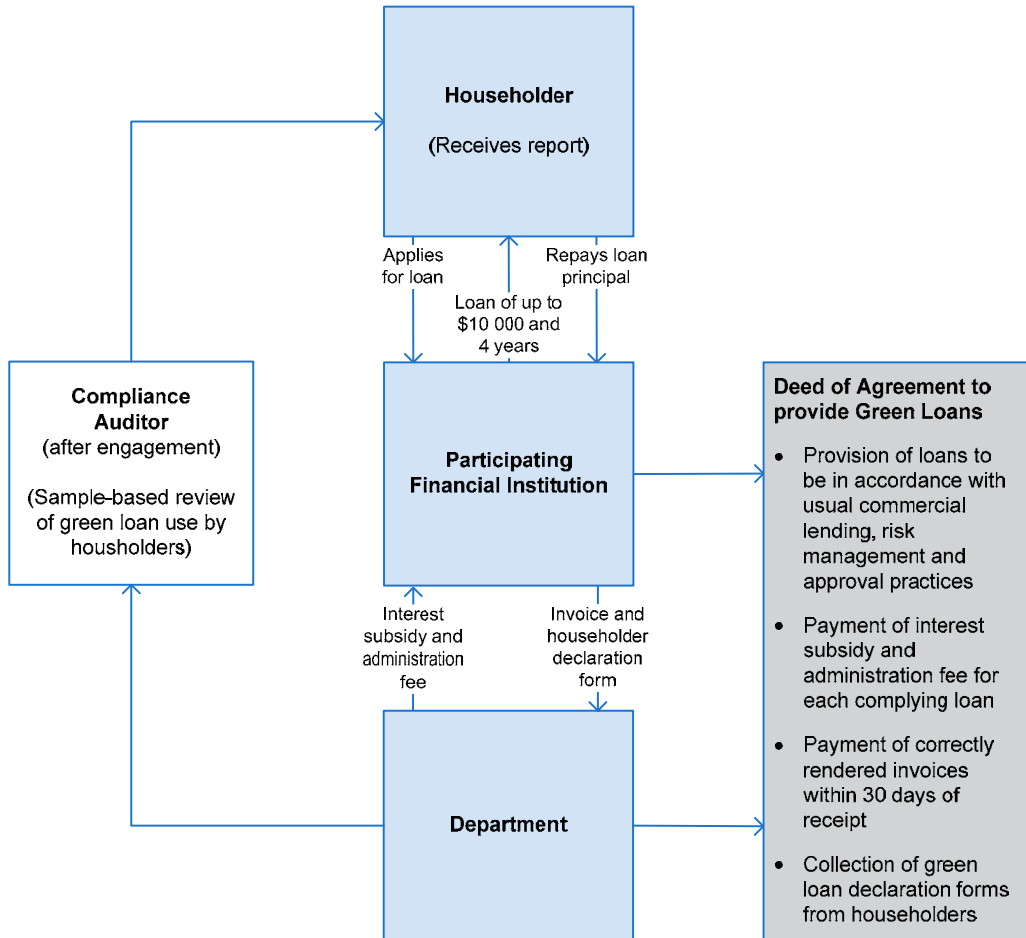 Householder
(Receives report)
Applies
for loan
Loan of up to
$10 000 and
4 years
Repays loan
principal
Compliance
Auditor
(after engagement)
(Sample-based review
of green loan use by
housholders)
Participating
Financial Institution
Interest
subsidy and
administration
fee
Invoice and
householder
declaration
form
Department
Deed of Agreement to
provide Green Loans
• Provision of loans to
be in accordance with
usual commercial
lending, risk
management and
approval practices
• Payment of interest
subsidy and
administration fee for
each complying loan
• Payment of correctly
rendered invoices
within 30 days of
receipt
• Collection of green
loan declaration forms
from householders